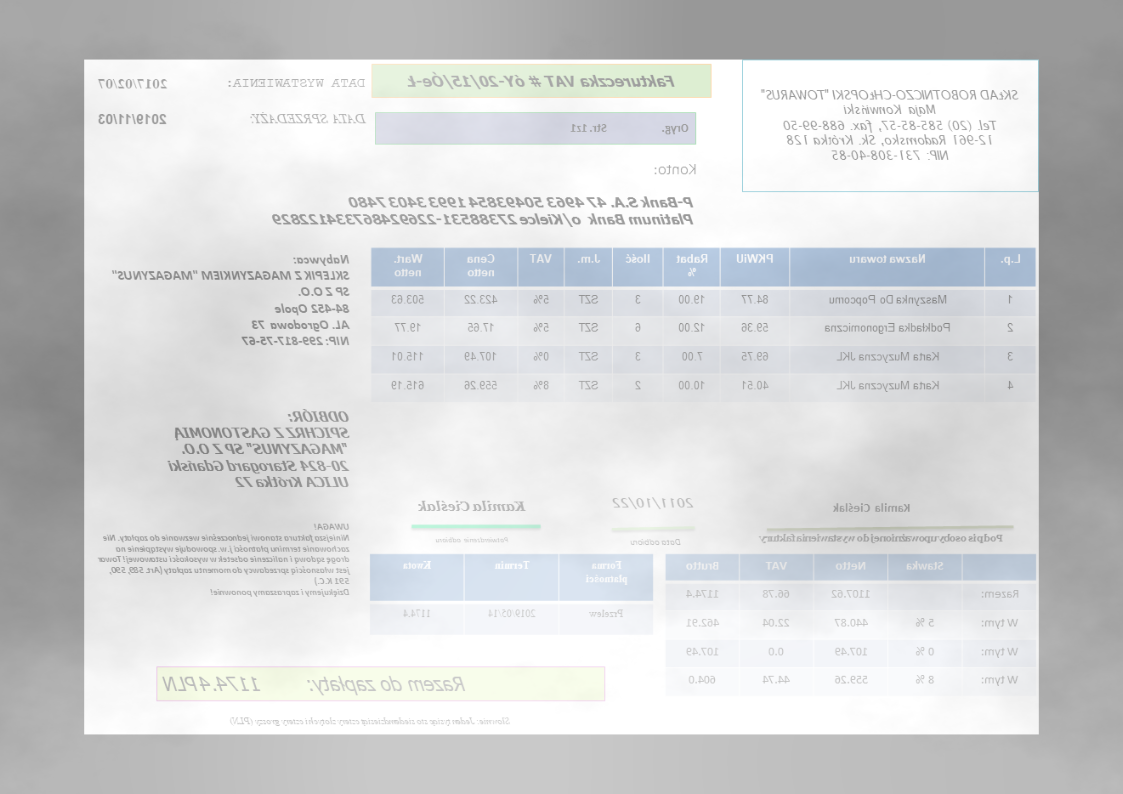 SKŁAD ROBOTNICZO-CHŁOPSKI "TOWARUS"
Maja Konwiński
Tel. (20) 585-85-57, fax. 688-99-50
12-961 Radomsko, Sk. Krótka 128
NIP: 731-308-40-85
Faktureczka VAT # óY-20/15/Óe-Ł
Oryg. Str. 1z1
DATA WYSTAWIENIA: 2017/02/07
DATA SPRZEDAŻY: 2019/11/03
Konto:
P-Bank S.A. 47 4963 50493854 1993 3403 7480
Platinum Bank o/Kielce 27388531-226924867334122829
L.p. Nazwa towaru PKWiU Rabat % Ilość J.m. VAT Cena netto Wart. netto
1 Maszynka Do Popcornu 84.77 19.00 3 SZT 5% 423.22 503.63
2 Podkładka Ergonomiczna 59.36 12.00 6 SZT 5% 17.65 19.77
3 Karta Muzyczna JKL 69.75 7.00 3 SZT 0% 107.49 115.01
4 Karta Muzyczna JKL 40.51 10.00 2 SZT 8% 559.26 615.19
Nabywca:
SKLEPIK Z MAGAZYNKIEM "MAGAZYNUS"
SP Z O.O.
84-452 Opole
AL. Ogrodowa 73
NIP: 299-817-75-67
ODBIÓR:
SPICHRZ Z GASTONOMIĄ
"MAGAZYNUS" SP Z O.O.
20-824 Starogard Gdański
ULICA Krótka 72
Kamila Cieślak
Podpis osoby upoważnionej do wystawienia faktury
2011/10/22
Data odbioru
Kamila Cieślak
Potwierdzenie odbioru
UWAGA!
Niniejsza faktura stanowi jednocześnie wezwanie do zapłaty. Nie
zachowanie terminu płatności j.w. spowoduje wystąpienie na
drogę sądową i naliczenie odsetek w wysokości ustawowej! Towar
jest własnością sprzedawcy do momentu zapłaty (Art. 589, 590,
591 K.C.)
Dziękujemy i zapraszamy ponownie!
Stawka Netto VAT Brutto
Razem: 1107.62 66.78 1174.4
W tym: 5 % 440.87 22.04 462.91
W tym: 0 % 107.49 0.0 107.49
W tym: 8 % 559.26 44.74 604.0
Forma płatności Termin Kwota
Przelew 2019/05/14 1174.4
Razem do zapłaty: 1174.4 PLN
Słownie: Jeden tysiąc sto siedemdziesiąt cztery złotych i cztery groszy (PLN)